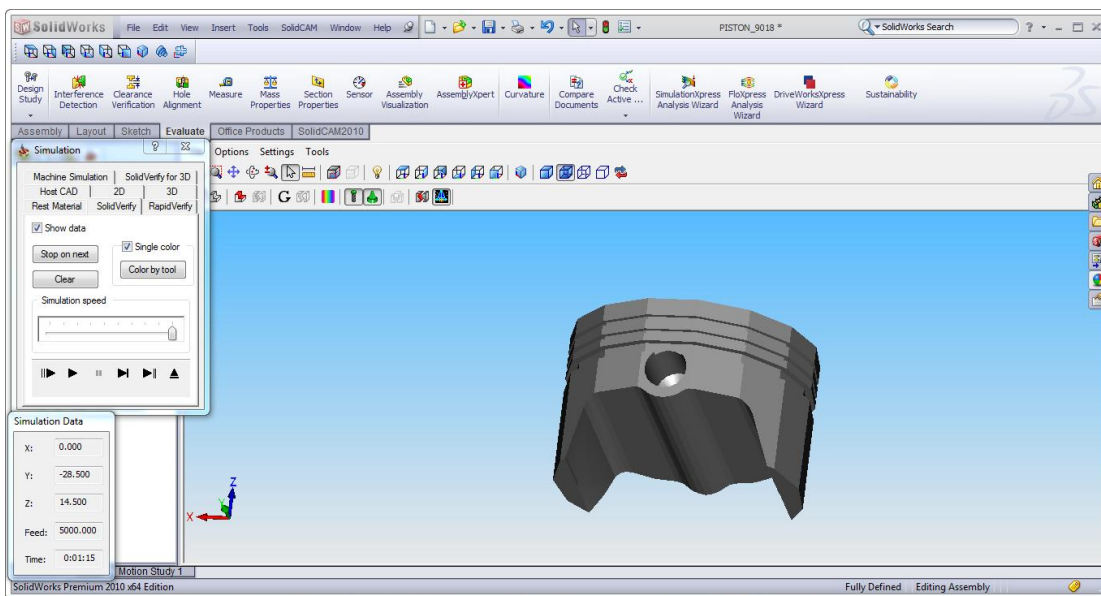 SolidWorks File Edit View Insert Tools SolidCAM Window Help PISTON_9018 * SolidWorks Search ?
Design Study
Interference Detection
Clearance Verification
Hole Alignment
Measure
Mass Properties
Section Properties
Sensor
Assembly Visualization
AssemblyXpert
Curvature
Compare Documents
Check Active ...
SimulationXpress Analysis Wizard
FloXpress Analysis Wizard
DriveWorksXpress Wizard
Sustainability
Assembly Layout Sketch Evaluate Office Products SolidCAM2010
Simulation ?
Options Settings Tools
Machine Simulation SolidVerify for 3D
Host CAD 2D 3D
Rest Material SolidVerify RapidVerify
Show data
Stop on next
Single color
Clear
Color by tool
Simulation speed
G
Simulation Data
X: 0.000
Y: -28.500
Z: 14.500
Feed: 5000.000
Time: 0:01:15
Z
Y
X
Motion Study 1
SolidWorks Premium 2010 x64 Edition Fully Defined Editing Assembly